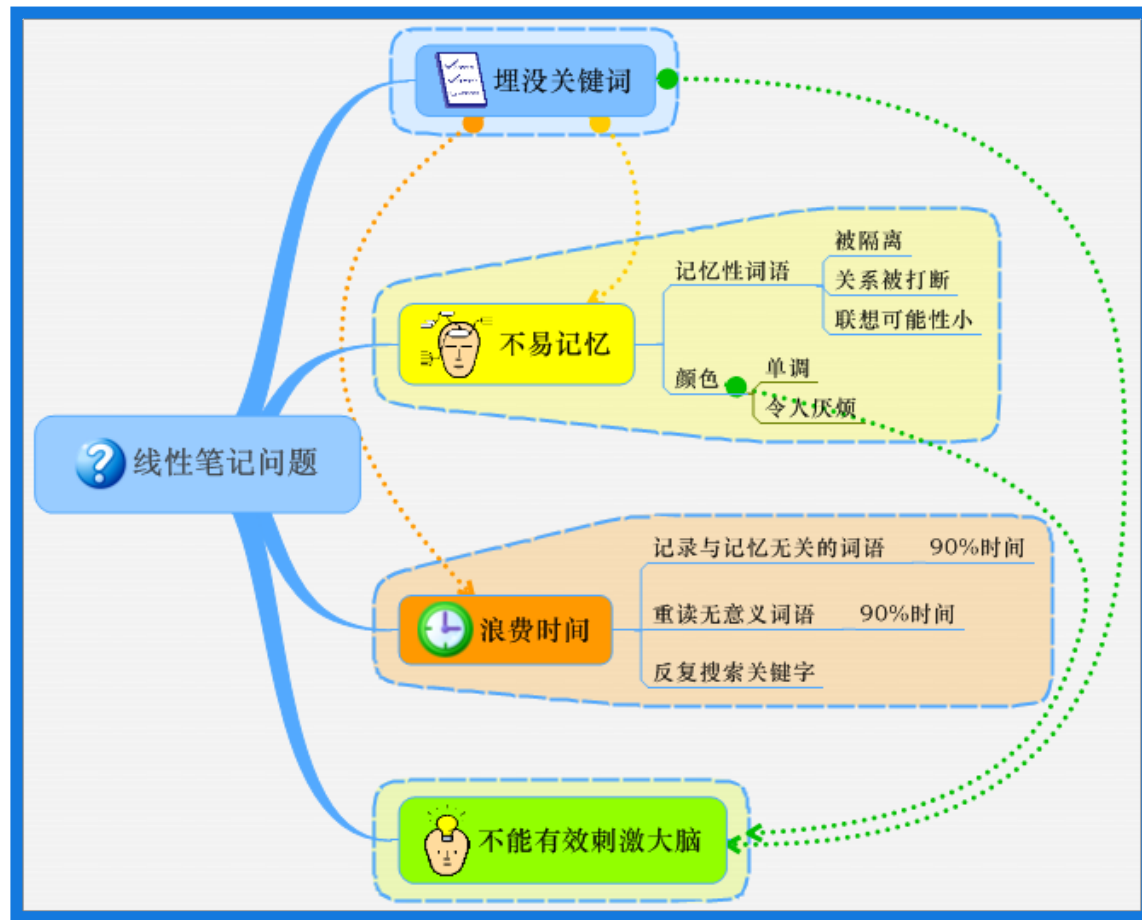 埋没关键词
被隔离
记忆性词语
关系被打断
联想可能性小
不易记忆
单调
颜色
令人厌烦
线性笔记问题
记录与记忆无关的词语 90%时间
重读无意义词语 90%时间
浪费时间
反复搜索关键字
不能有效刺激大脑